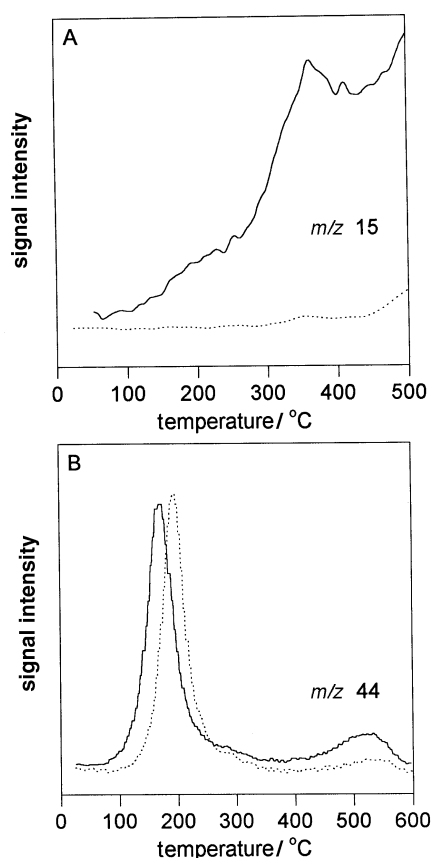 A
signal intensity
m/z 15
0 100 200 300 400 500
temperature/ °C
B
signal intensity
m/z 44
0 100 200 300 400 500 600
temperature/ °C